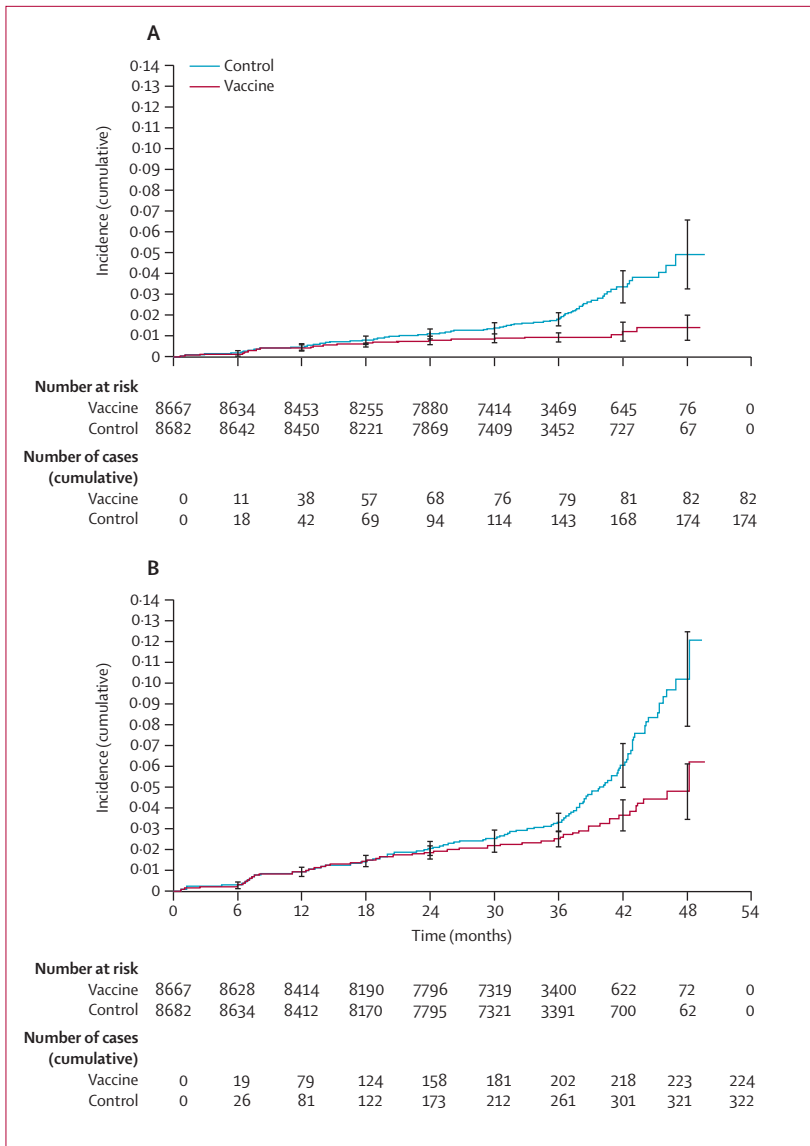 A
Control
Vaccine
Incidence (cumulative)
0·14
0·13
0·12
0·11
0·10
0·09
0·08
0·07
0·06
0·05
0·04
0·03
0·02
0·01
0
Number at risk
Vaccine 8667 8634 8453 8255 7880 7414 3469 645 76 0
Control 8682 8642 8450 8221 7869 7409 3452 727 67 0
Number of cases
(cumulative)
Vaccine 0 11 38 57 68 76 79 81 82 82
Control 0 18 42 69 94 114 143 168 174 174
B
Incidence (cumulative)
0·14
0·13
0·12
0·11
0·10
0·09
0·08
0·07
0·06
0·05
0·04
0·03
0·02
0·01
0
0 6 12 18 24 30 36 42 48 54
Time (months)
Number at risk
Vaccine 8667 8628 8414 8190 7796 7319 3400 622 72 0
Control 8682 8634 8412 8170 7795 7321 3391 700 62 0
Number of cases
(cumulative)
Vaccine 0 19 79 124 158 181 202 218 223 224
Control 0 26 81 122 173 212 261 301 321 322